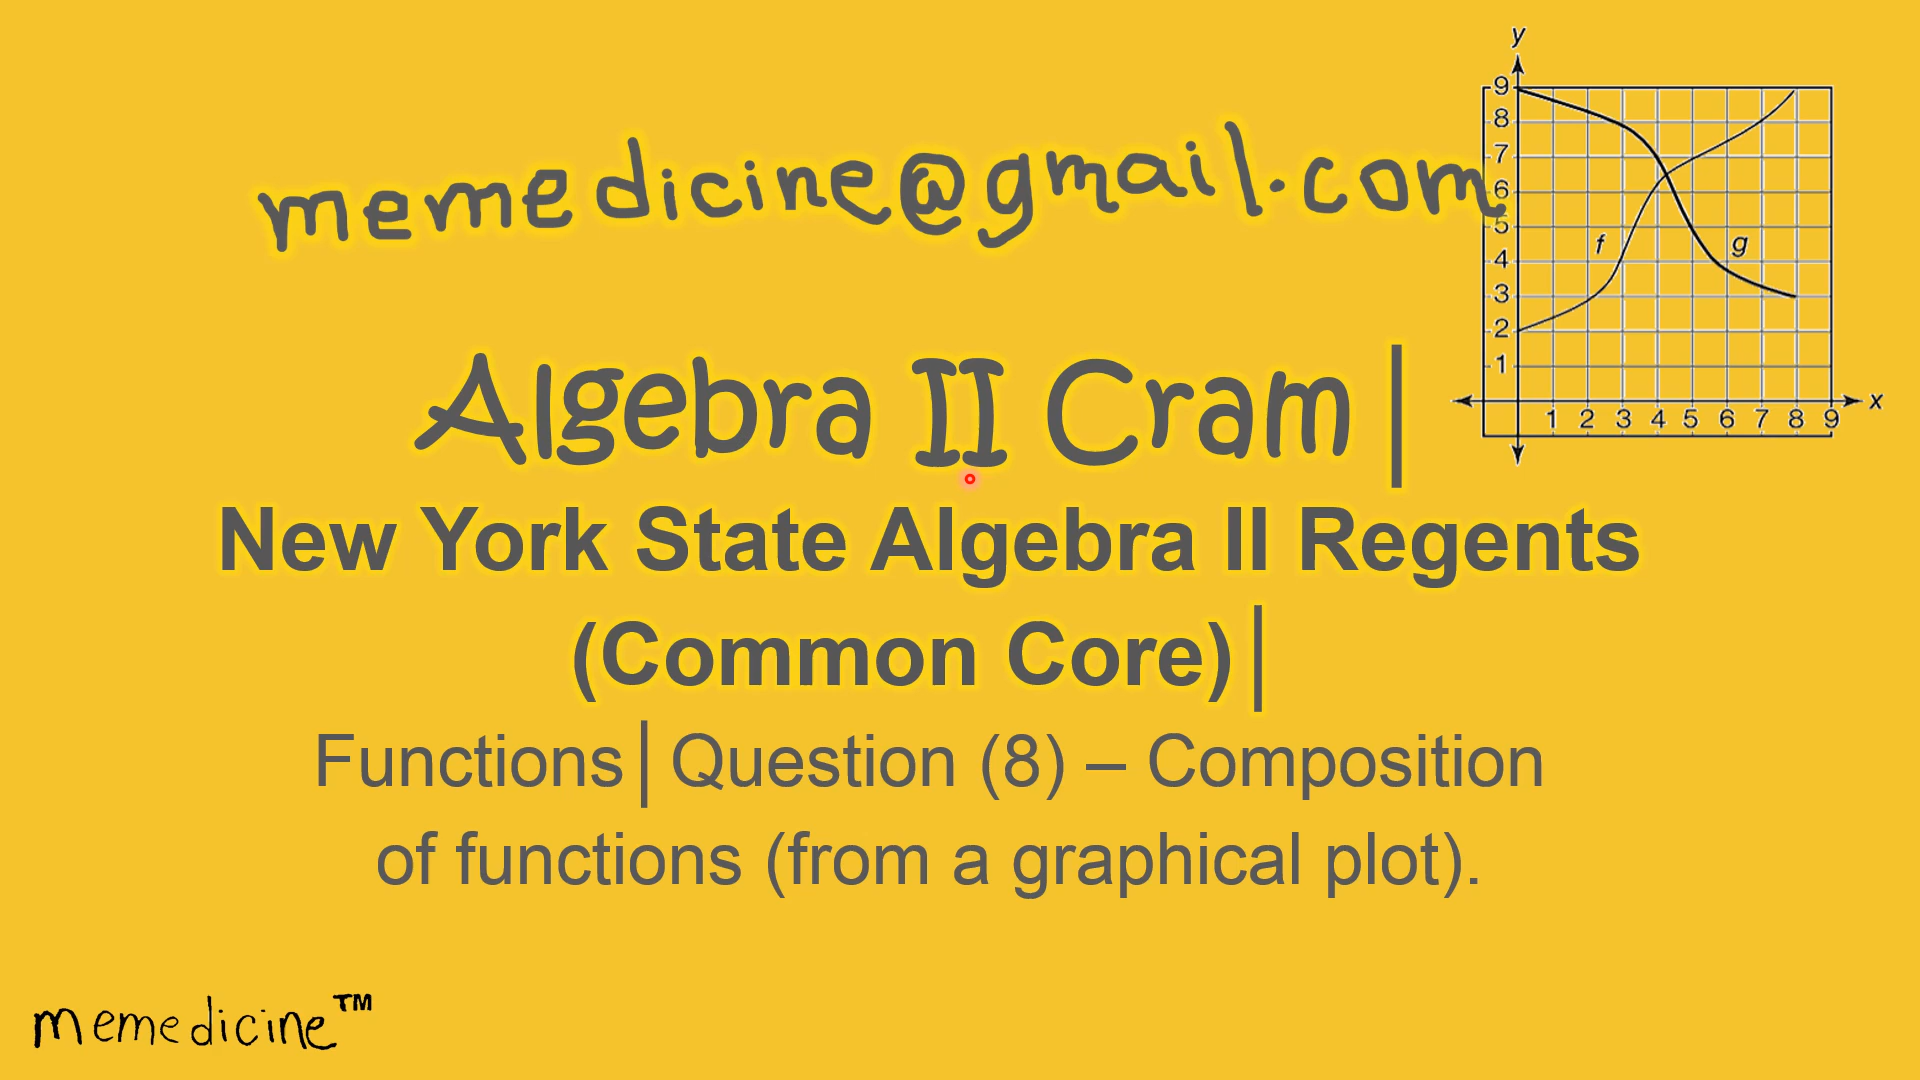 memedicine@gmail.com
Algebra II Cram|
New York State Algebra II Regents
(Common Core)|
Functions|Question (8) – Composition
of functions (from a graphical plot).
memedicine™
y
9
8
7
6
5
4
3
2
1
f
g
1 2 3 4 5 6 7 8 9
x